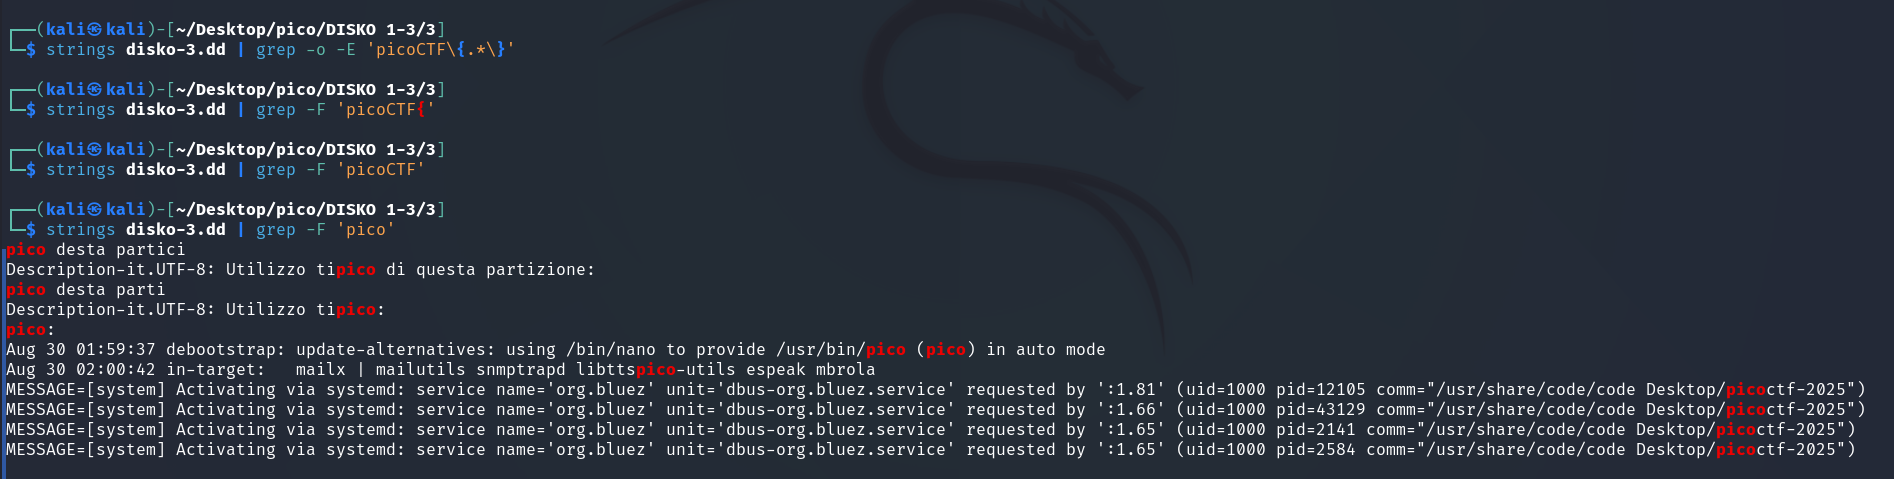 ┌──(kali㉿kali)-[~/Desktop/pico/DISKO 1-3/3]
└─$ strings disko-3.dd | grep -o -E 'picoCTF\{.*\}'
┌──(kali㉿kali)-[~/Desktop/pico/DISKO 1-3/3]
└─$ strings disko-3.dd | grep -F 'picoCTF{'
┌──(kali㉿kali)-[~/Desktop/pico/DISKO 1-3/3]
└─$ strings disko-3.dd | grep -F 'picoCTF'
┌──(kali㉿kali)-[~/Desktop/pico/DISKO 1-3/3]
└─$ strings disko-3.dd | grep -F 'pico'
pico desta partici
Description-it.UTF-8: Utilizzo tipico di questa partizione:
pico desta parti
Description-it.UTF-8: Utilizzo tipico:
pico:
Aug 30 01:59:37 debootstrap: update-alternatives: using /bin/nano to provide /usr/bin/pico (pico) in auto mode
Aug 30 02:00:42 in-target:   mailx | mailutils snmptrapd libttspico-utils espeak mbrola
MESSAGE=[system] Activating via systemd: service name='org.bluez' unit='dbus-org.bluez.service' requested by ':1.81' (uid=1000 pid=12105 comm="/usr/share/code/code Desktop/picoctf-2025")
MESSAGE=[system] Activating via systemd: service name='org.bluez' unit='dbus-org.bluez.service' requested by ':1.66' (uid=1000 pid=43129 comm="/usr/share/code/code Desktop/picoctf-2025")
MESSAGE=[system] Activating via systemd: service name='org.bluez' unit='dbus-org.bluez.service' requested by ':1.65' (uid=1000 pid=2141 comm="/usr/share/code/code Desktop/picoctf-2025")
MESSAGE=[system] Activating via systemd: service name='org.bluez' unit='dbus-org.bluez.service' requested by ':1.65' (uid=1000 pid=2584 comm="/usr/share/code/code Desktop/picoctf-2025")